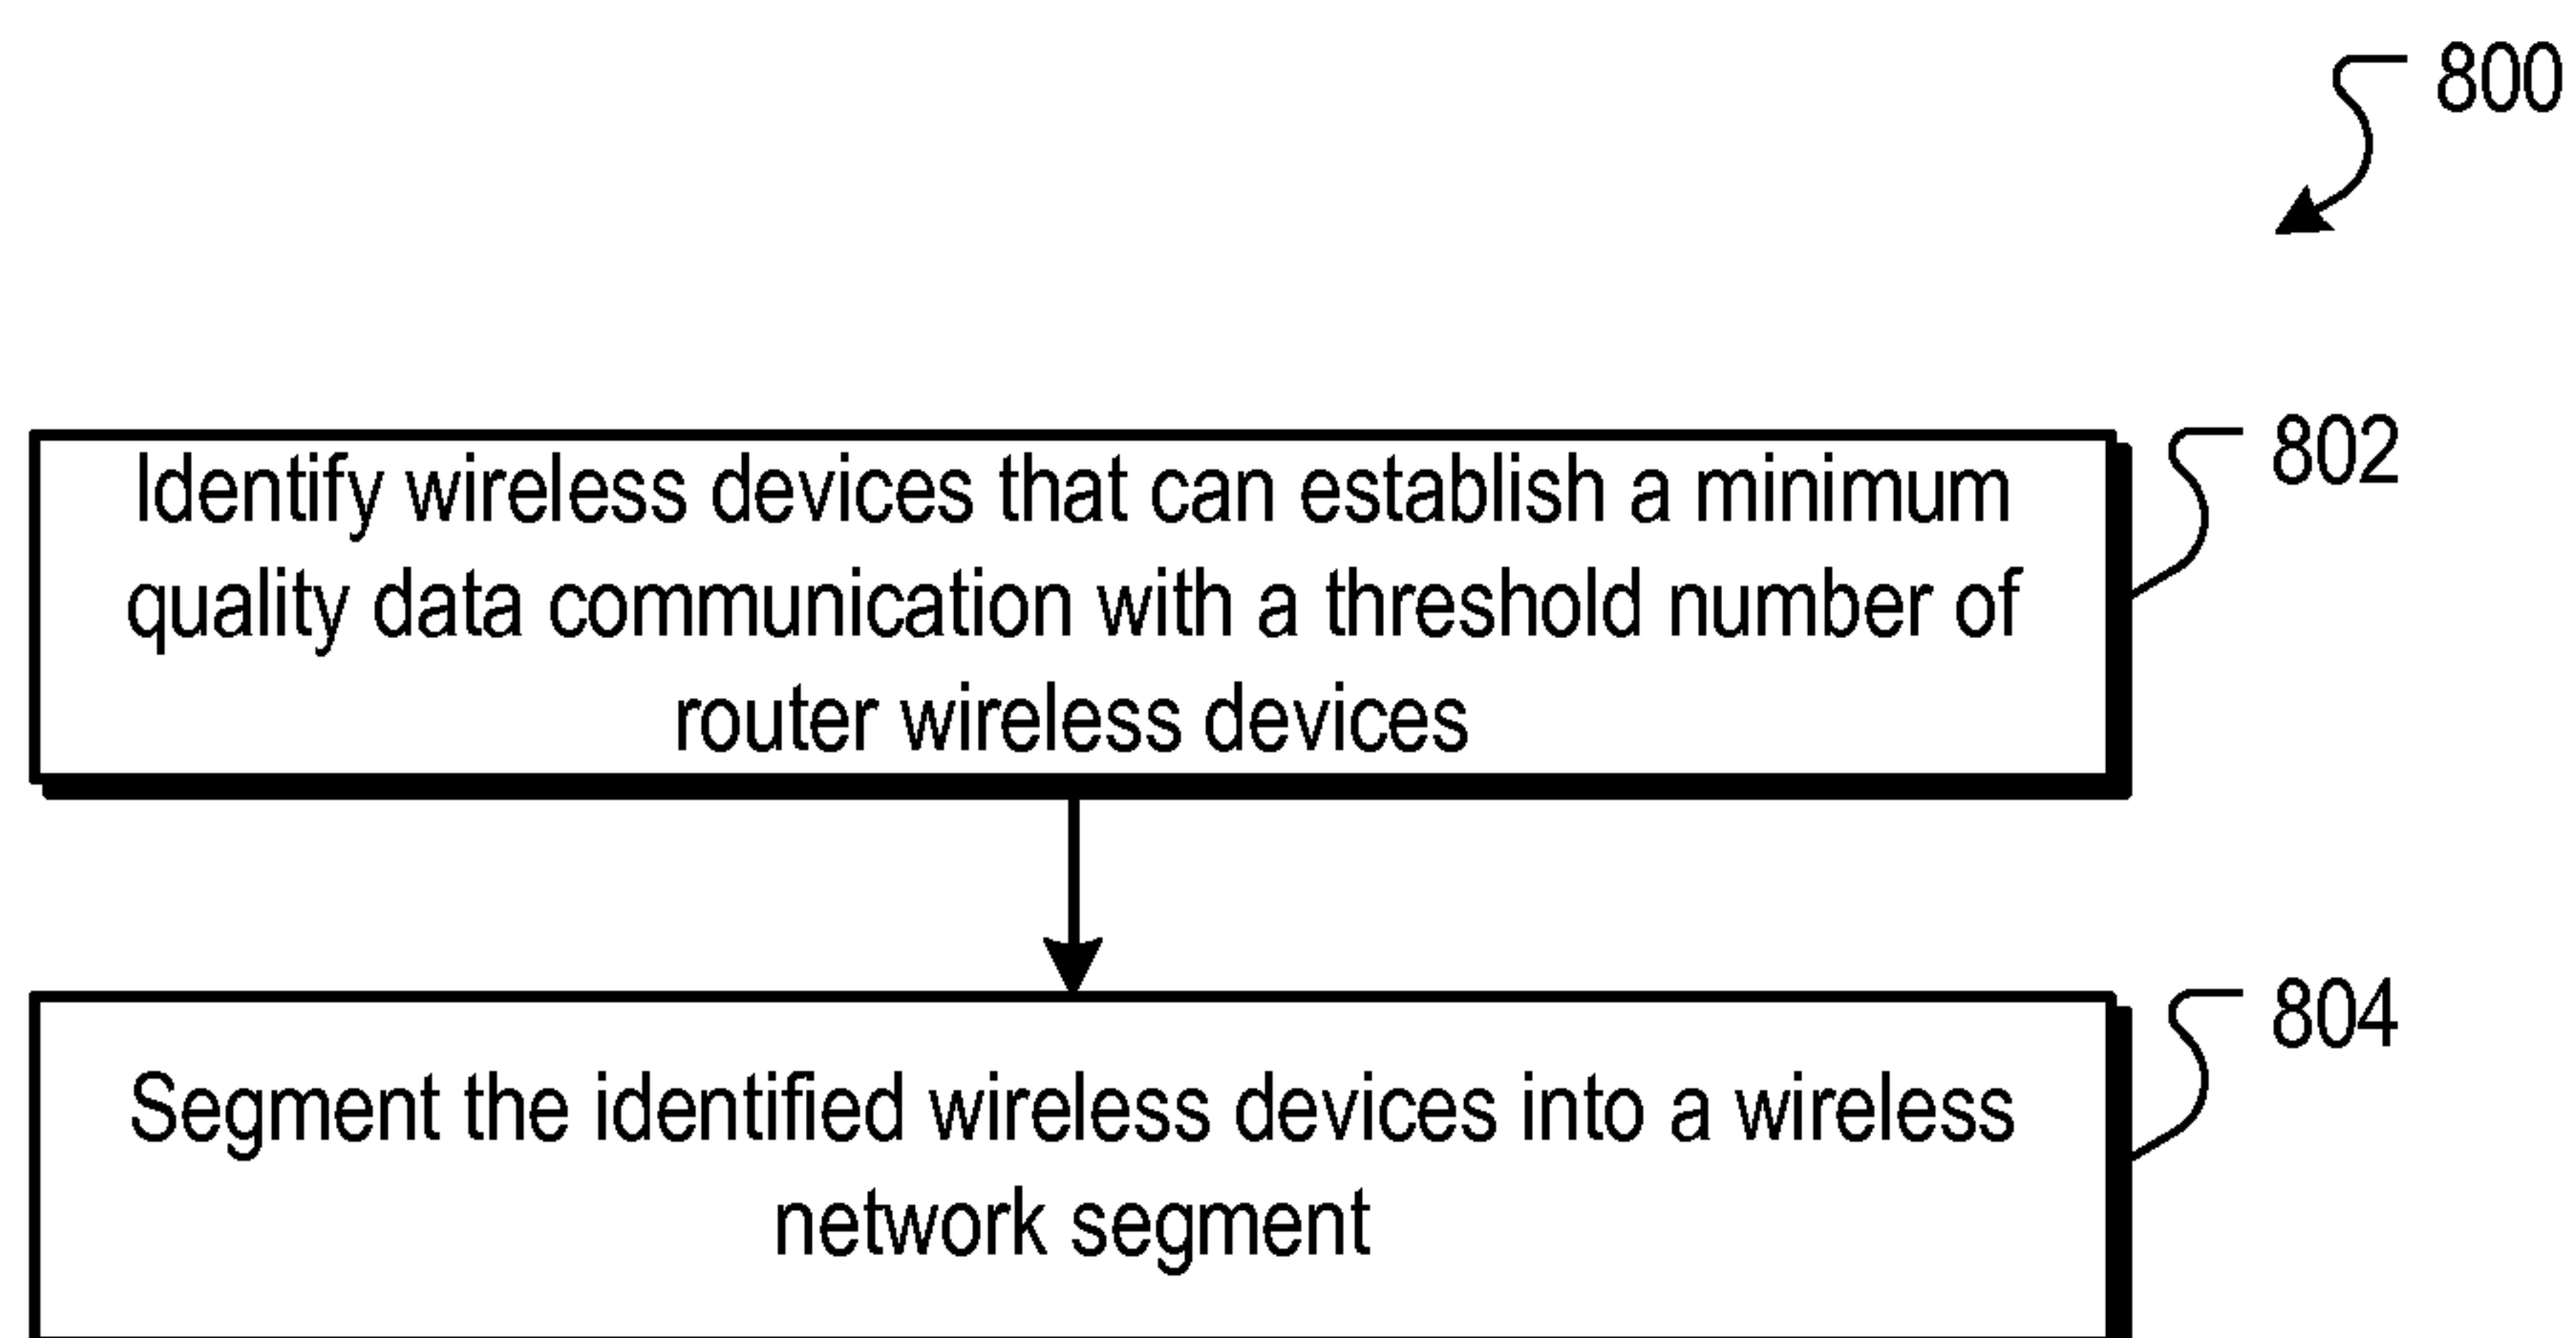 800
802
Identify wireless devices that can establish a minimum
quality data communication with a threshold number of
router wireless devices
804
Segment the identified wireless devices into a wireless
network segment